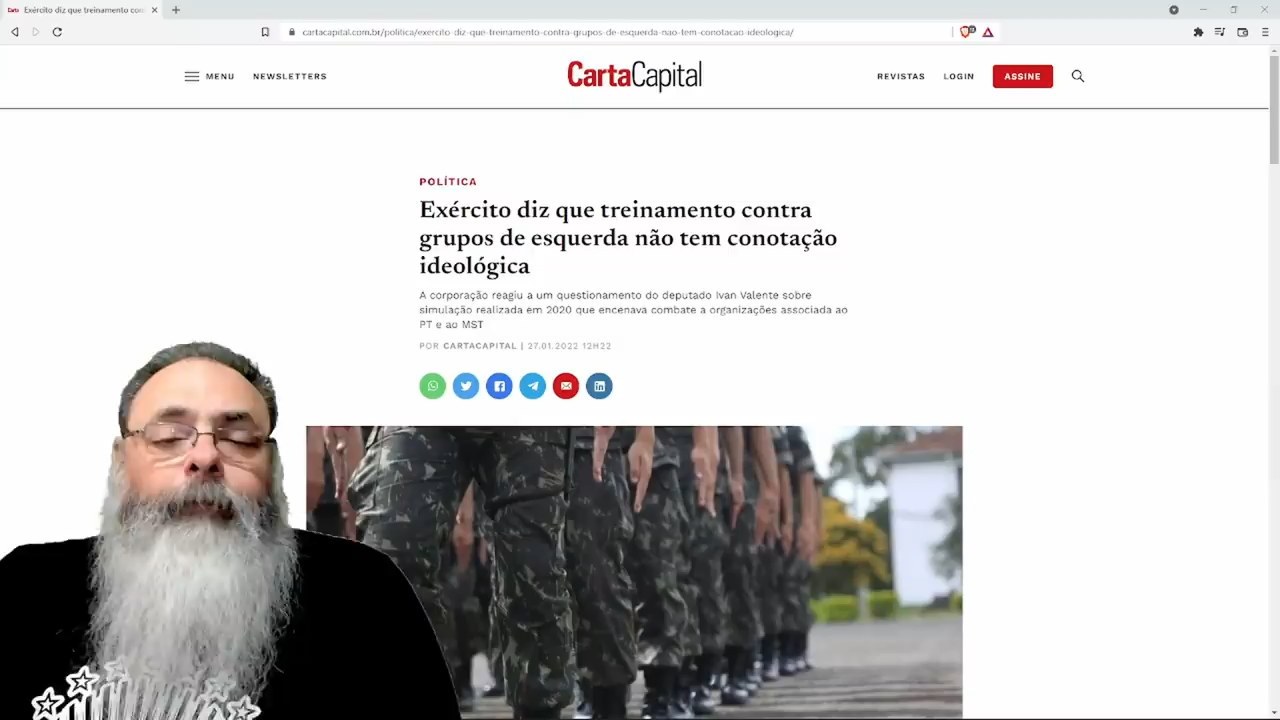 Carta Exército diz que treinamento con
cartacapital.com.br/politica/exercito-diz-que-treinamento-contra-grupos-de-esquerda-nao-tem-conotacao-ideologica/
MENU NEWSLETTERS CartaCapital REVISTAS LOGIN ASSINE
POLÍTICA
Exército diz que treinamento contra
grupos de esquerda não tem conotação
ideológica
A corporação reagiu a um questionamento do deputado Ivan Valente sobre
simulação realizada em 2020 que encenava combate a organizações associada ao
PT e ao MST
POR CARTACAPITAL | 27.01.2022 12H22